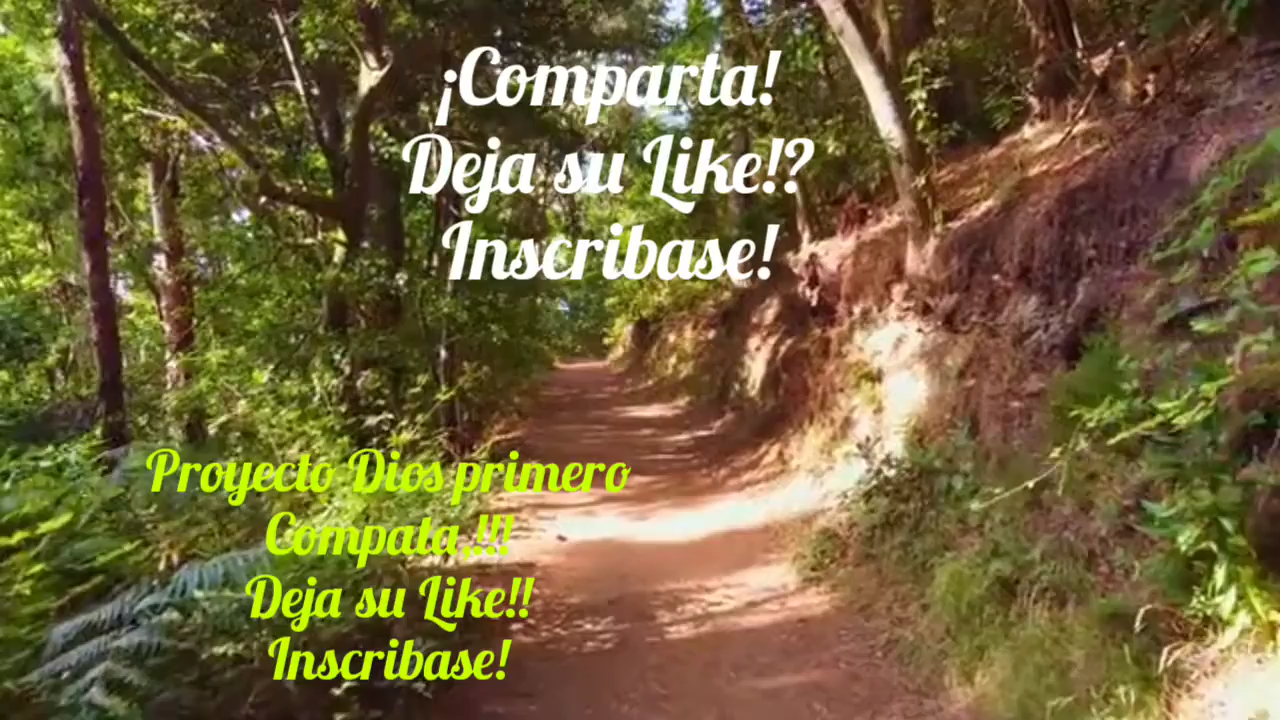 ¡Comparta!
Deja su Like!?
Inscribase!
Proyecto Dios primero
Compata,!!!
Deja su Like!!
Inscribase!